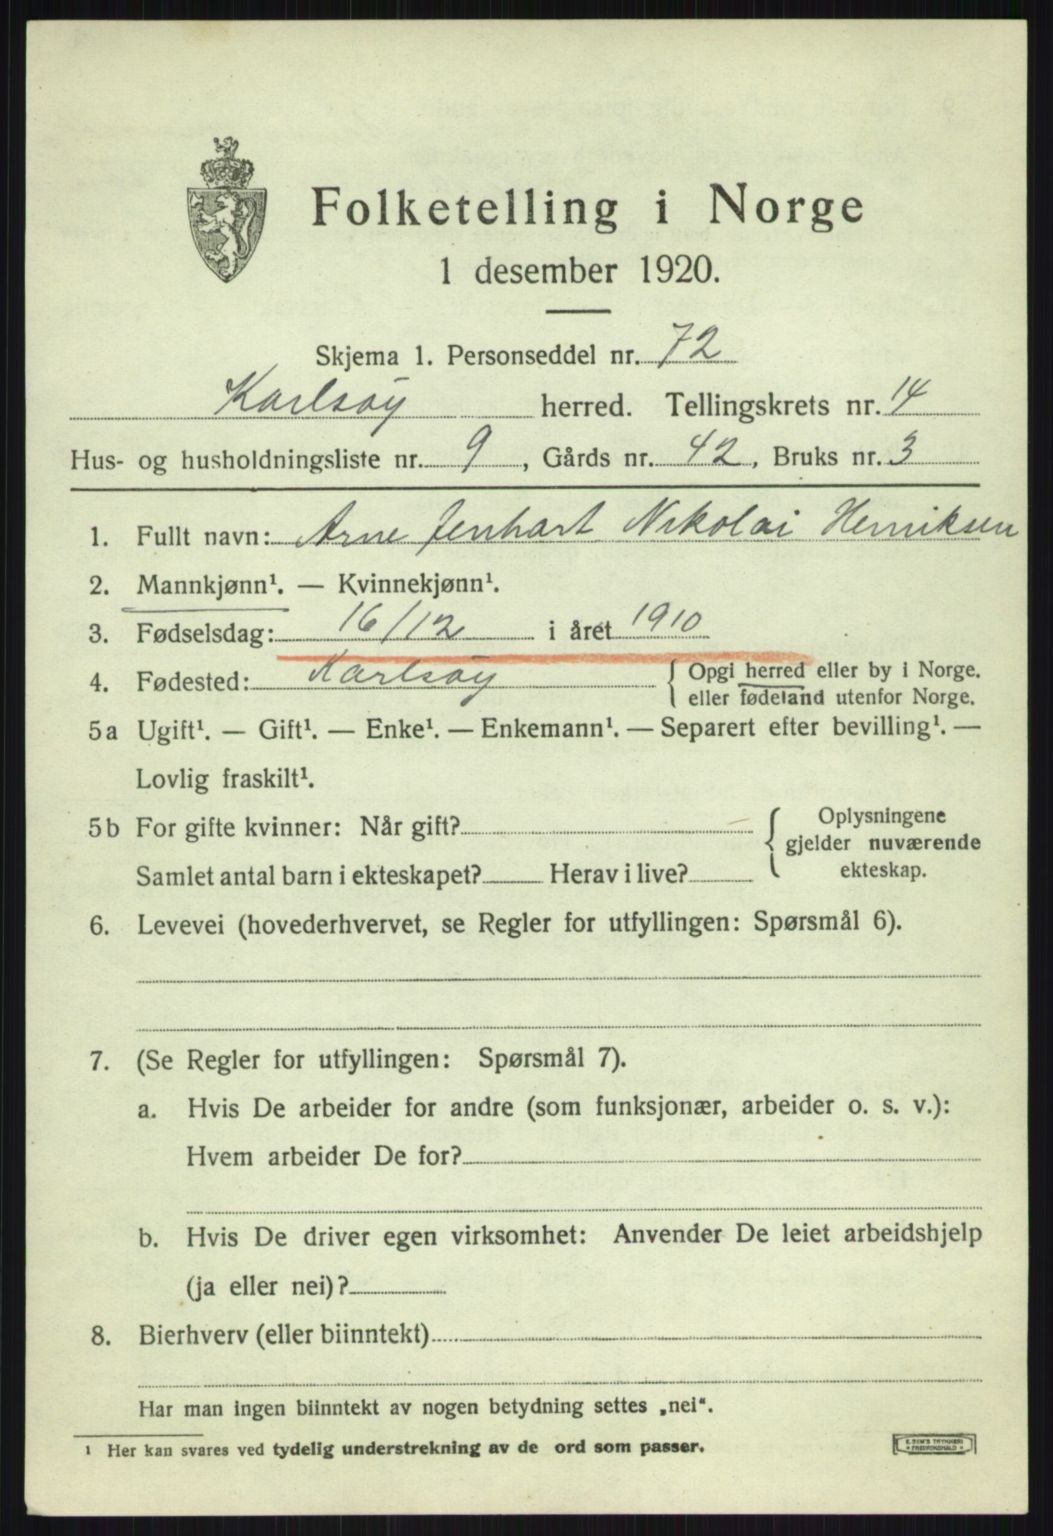 Folketelling i Norge
1 desember 1920.
Skjema 1. Personseddel nr. 72
Karlsøy herred. Tellingskrets nr. 14
Hus- og husholdningsliste nr. 9, Gårds nr. 42, Bruks nr. 3
1. Fullt navn: Arne Jenhart Nikolai Henriksen
2. Mannkjønn¹. — Kvinnekjønn¹.
3. Fødselsdag: 16/12 i året 1910
4. Fødested: Karlsöy { Opgi herred eller by i Norge.
eller fødeland utenfor Norge.
5a Ugift¹. — Gift¹. — Enke¹. — Enkemann¹. — Separert efter bevilling¹. —
Lovlig fraskilt¹.
5b For gifte kvinner: Når gift? { Oplysningene
gjelder nuværende
ekteskap.
Samlet antal barn i ekteskapet? Herav i live?
6. Levevei (hovederhvervet, se Regler for utfyllingen: Spørsmål 6).
7. (Se Regler for utfyllingen: Spørsmål 7).
a. Hvis De arbeider for andre (som funksjonær, arbeider o. s. v.):
Hvem arbeider De for?
b. Hvis De driver egen virksomhet: Anvender De leiet arbeidshjelp
(ja eller nei)?
8. Bierhverv (eller biinntekt)
Har man ingen biinntekt av nogen betydning settes „nei“.
¹ Her kan svares ved tydelig understrekning av de ord som passer.